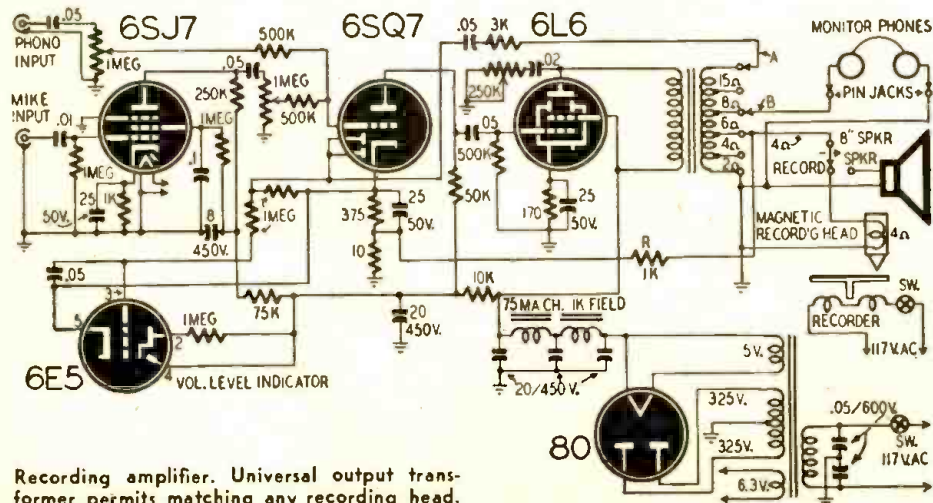 6SJ7
6SQ7
6L6
.05
PHONO
INPUT
1MEG
500K
.05
1MEG
250K
500K
.05
3K
.02
250K
A
MONITOR PHONES
15Ω
8Ω
B
PIN JACKS
6Ω
4Ω
2Ω
4Ω
8" SPKR
RECORD
SPKR
MIKE
INPUT
.01
1MEG
25
50V.
1K
.1
1MEG
8
450V.
1MEG
375
25
50V.
10
.05
500K
50K
170
25
50V.
R
1K
MAGNETIC
RECORD'G HEAD
4Ω
SW.
RECORDER
117V.AC
.05
3
5
2
4
1MEG
6E5
VOL. LEVEL INDICATOR
75K
20
450V.
10K
75MA CH.
1K FIELD
20/450V.
80
5V.
325V.
325V.
6.3V.
.05/600V.
SW.
117V.AC
Recording amplifier. Universal output trans-
former permits matching any recording head.